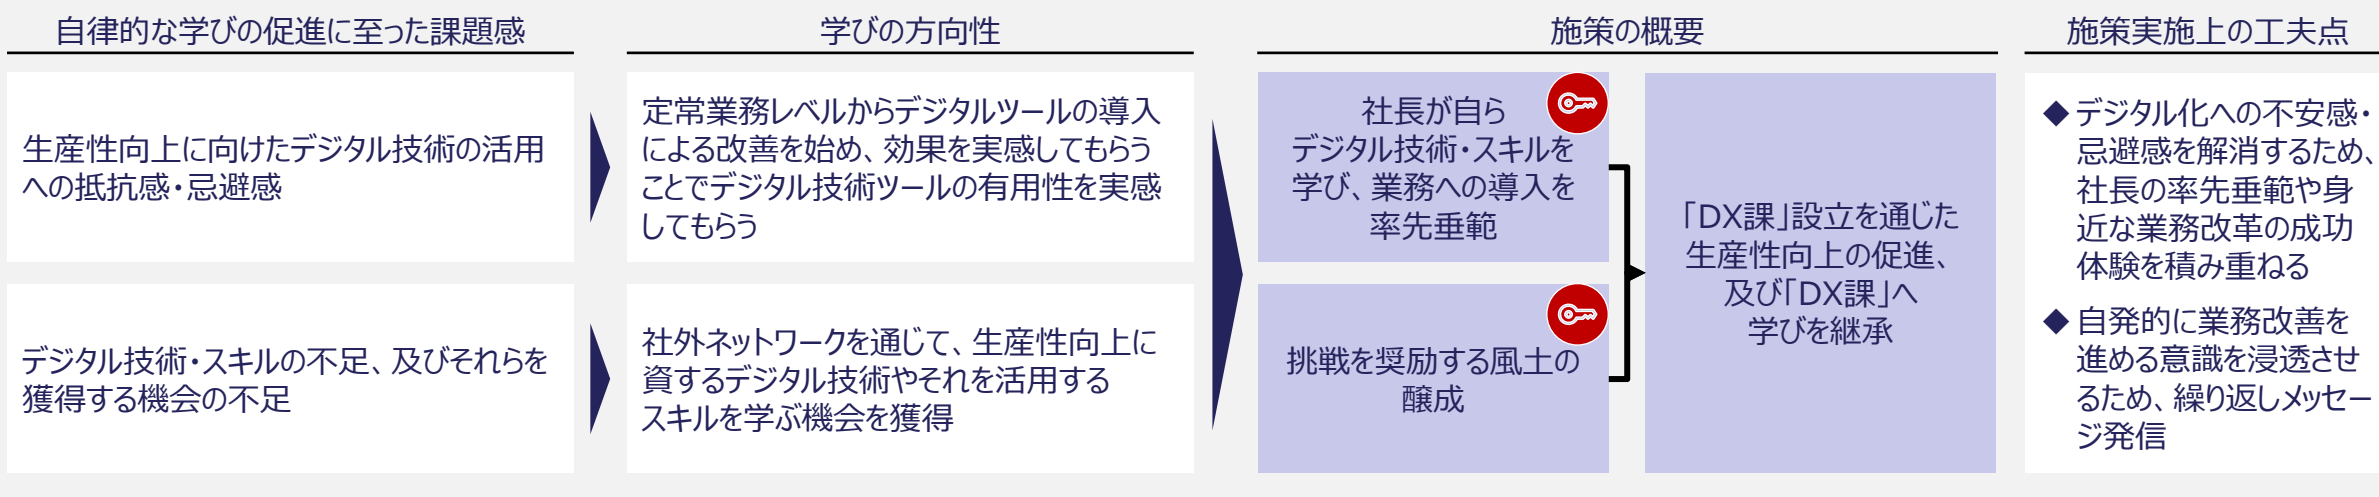 自律的な学びの促進に至った課題感
学びの方向性
施策の概要
施策実施上の工夫点
生産性向上に向けたデジタル技術の活用
への抵抗感・忌避感
定常業務レベルからデジタルツールの導入
による改善を始め、効果を実感してもらう
ことでデジタル技術ツールの有用性を実感
してもらう
社長が自ら
デジタル技術・スキルを
学び、業務への導入を
率先垂範
デジタル技術・スキルの不足、及びそれらを
獲得する機会の不足
社外ネットワークを通じて、生産性向上に
資するデジタル技術やそれを活用する
スキルを学ぶ機会を獲得
挑戦を奨励する風土の
醸成
「DX課」設立を通じた
生産性向上の促進、
及び「DX課」へ
学びを継承
◆デジタル化への不安感・
忌避感を解消するため、
社長の率先垂範や身
近な業務改革の成功
体験を積み重ねる
◆自発的に業務改善を
進める意識を浸透させ
るため、繰り返しメッセー
ジ発信